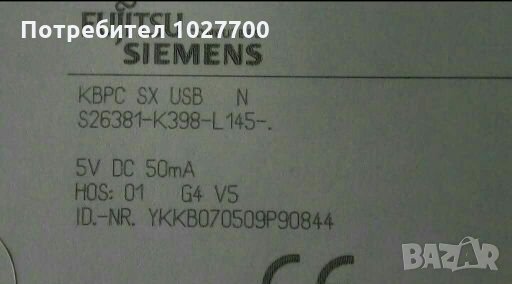 Потребител 1027700
FUJITSU
SIEMENS
KBPC SX USB N
S26381-K398-L145-.
5V DC 50mA
HOS: 01 G4 V5
ID.-NR. YKKB070509P90844
CE
BAZAR